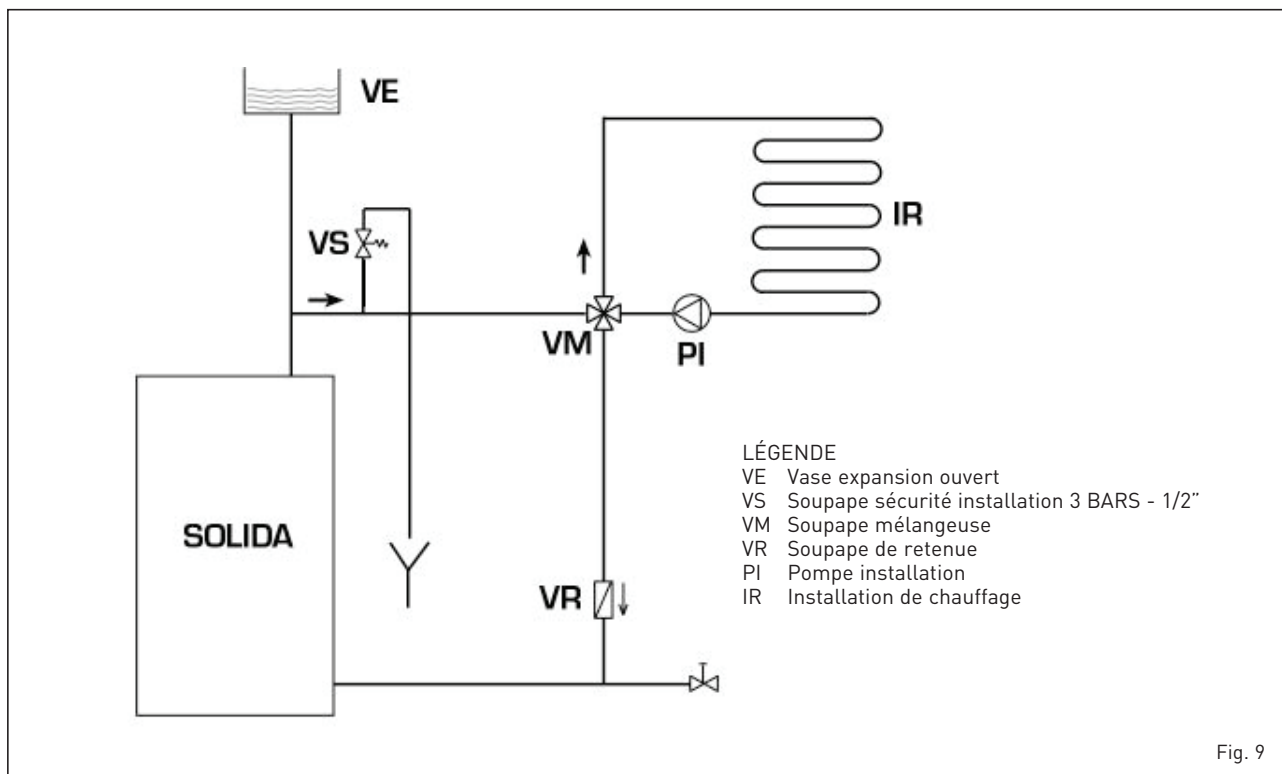 VE
VS
IR
VM
PI
SOLIDA
VR
LÉGENDE
VE Vase expansion ouvert
VS Soupape sécurité installation 3 BARS - 1/2”
VM Soupape mélangeuse
VR Soupape de retenue
PI Pompe installation
IR Installation de chauffage
Fig. 9